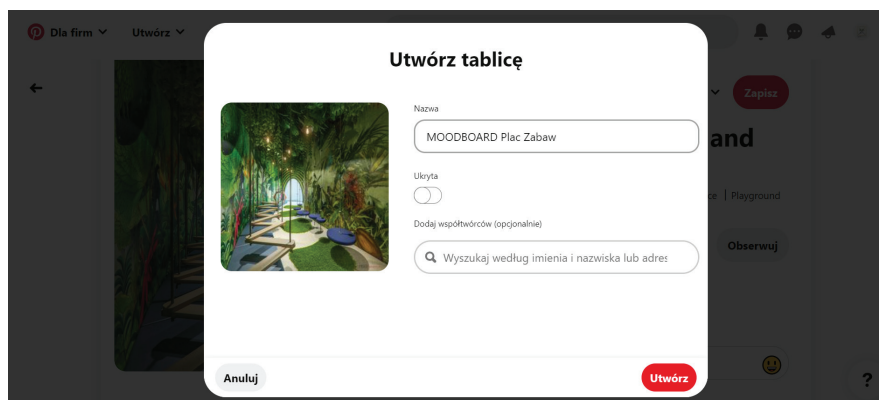 Dla firm
Utwórz
Utwórz tablicę
Nazwa
MOODBOARD Plac Zabaw
Ukryta
Dodaj współtwórców (opcjonalnie)
Wyszukaj według imienia i nazwiska lub adres
Anuluj
Utwórz
Zapisz
and
ce | Playground
Obserwuj
?